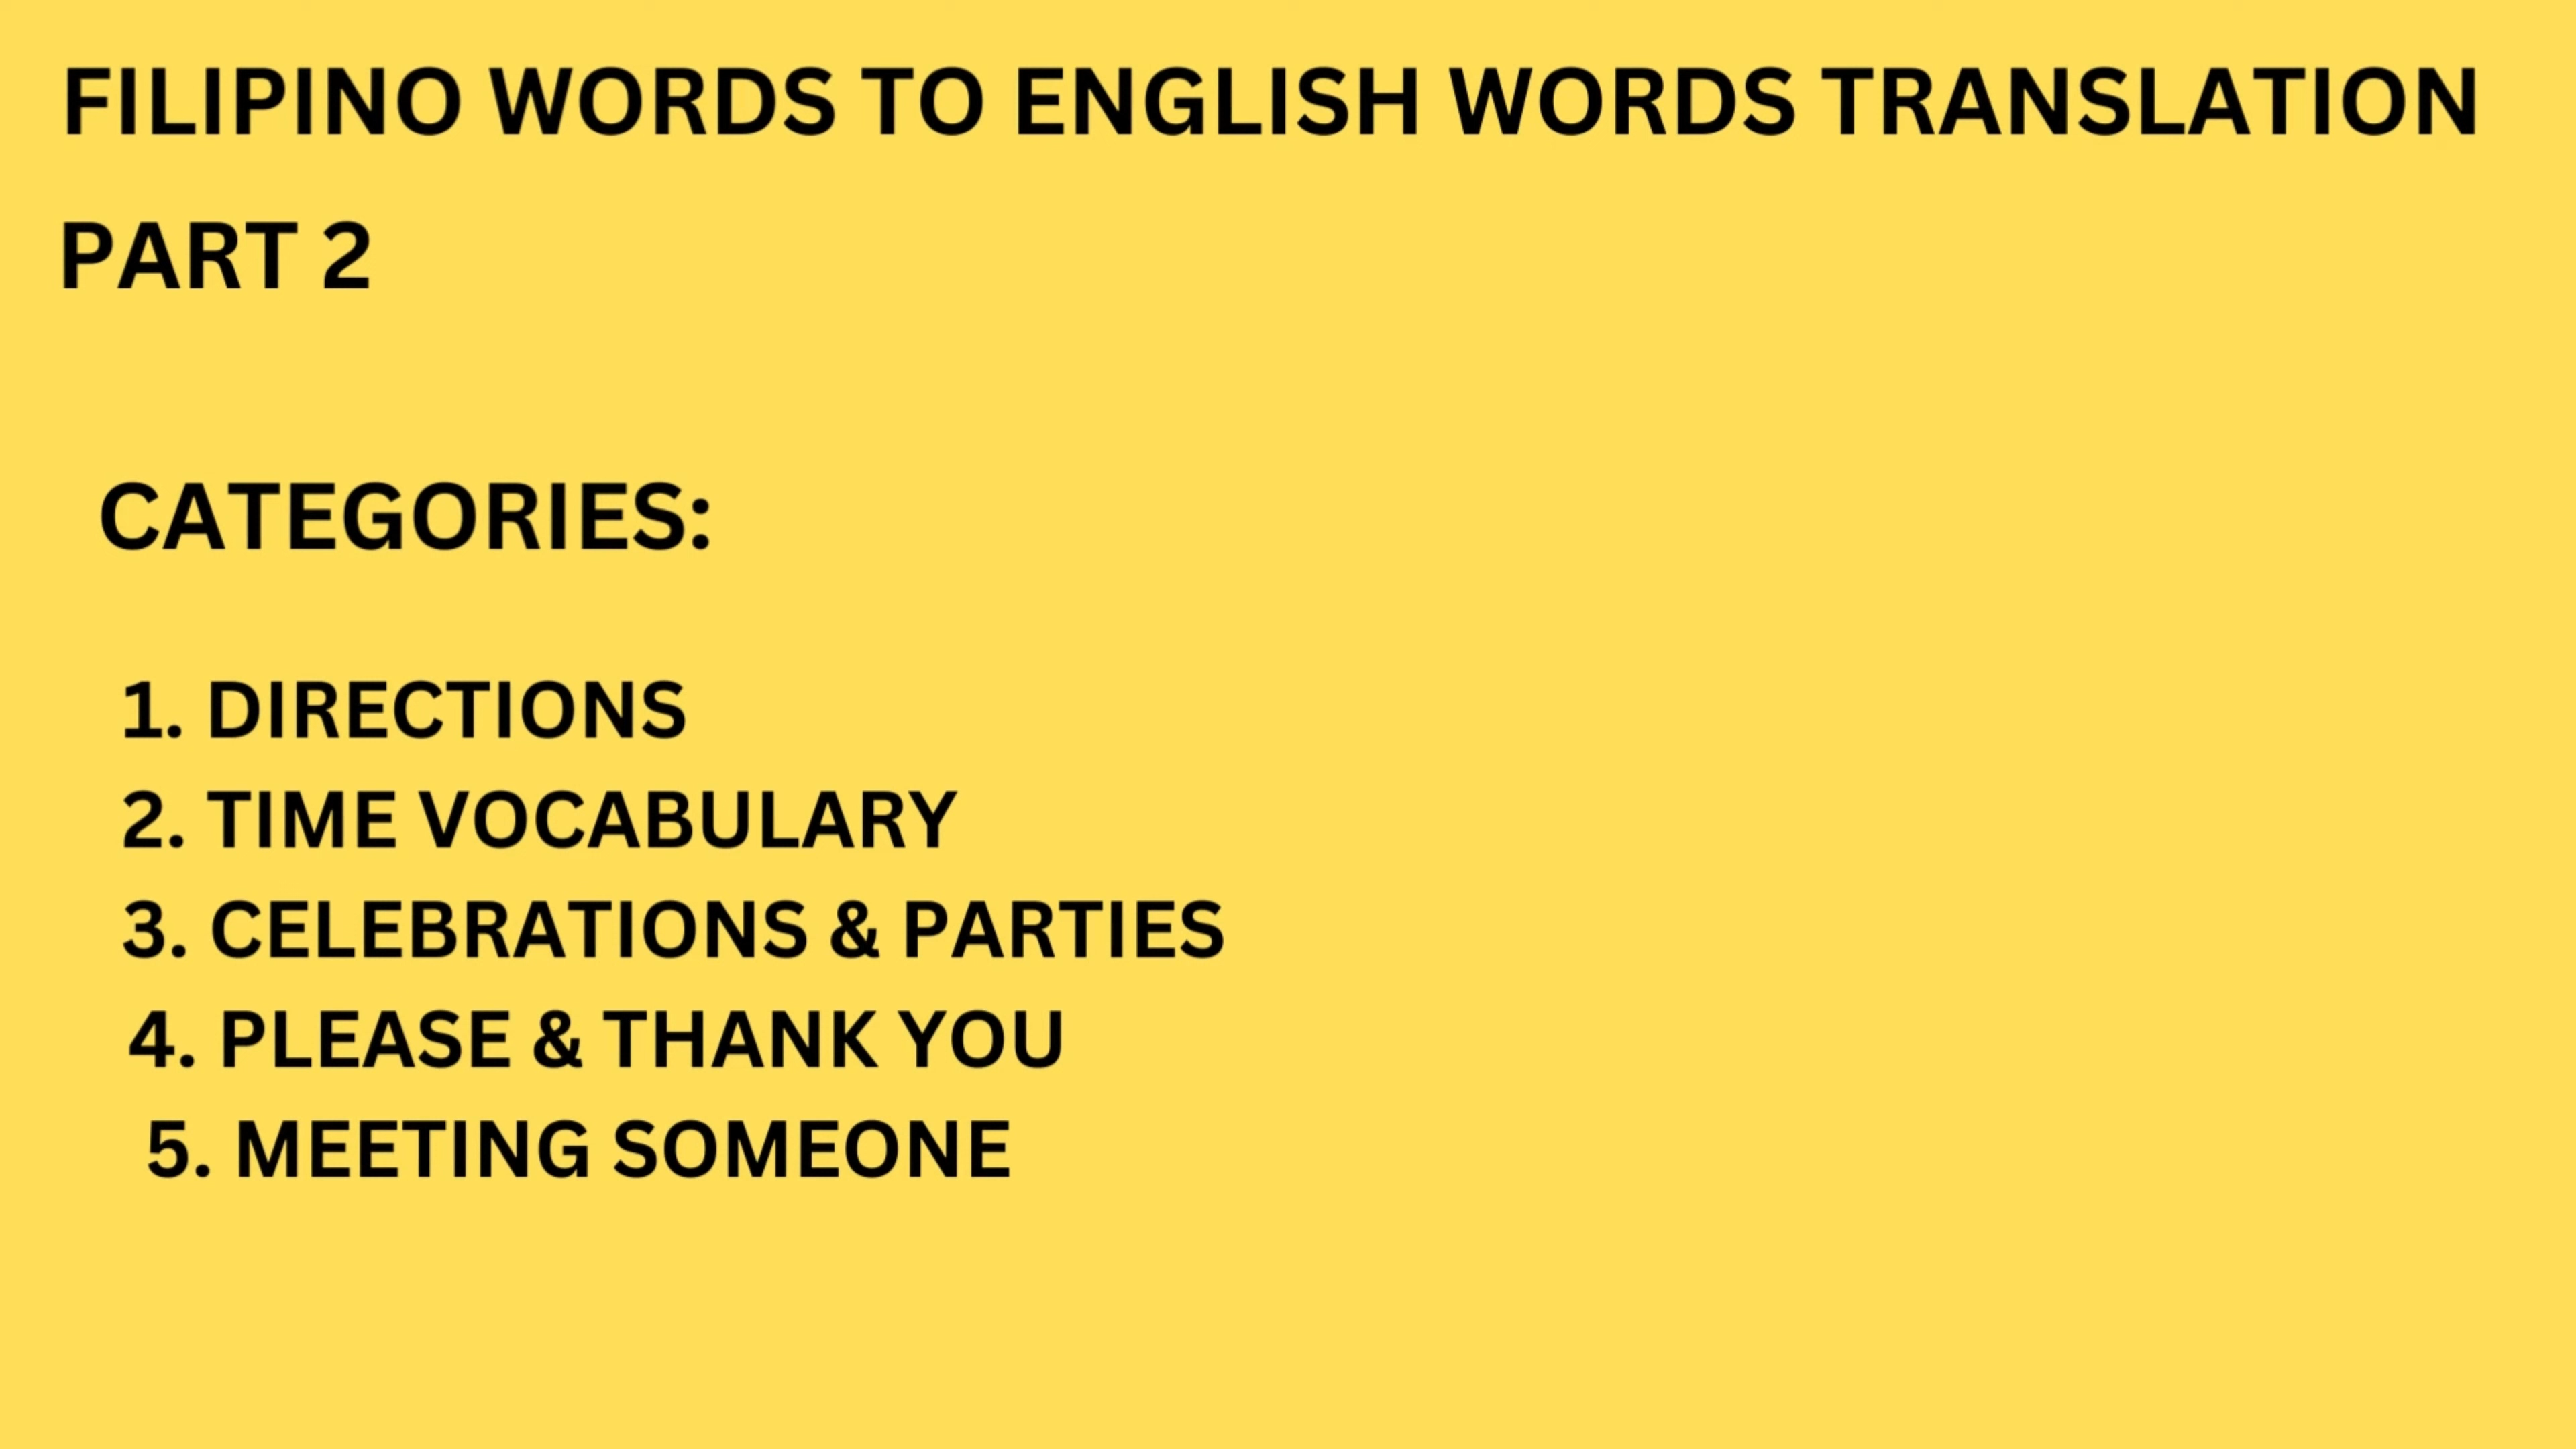 FILIPINO WORDS TO ENGLISH WORDS TRANSLATION
PART 2
CATEGORIES:
1. DIRECTIONS
2. TIME VOCABULARY
3. CELEBRATIONS & PARTIES
4. PLEASE & THANK YOU
5. MEETING SOMEONE